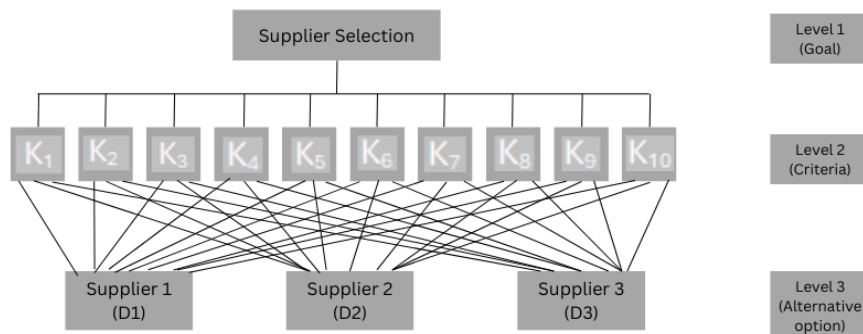 Supplier Selection
Level 1
(Goal)
K₁ K₂ K₃ K₄ K₅ K₆ K₇ K₈ K₉ K₁₀
Level 2
(Criteria)
Supplier 1
(D1)
Supplier 2
(D2)
Supplier 3
(D3)
Level 3
(Alternative
option)